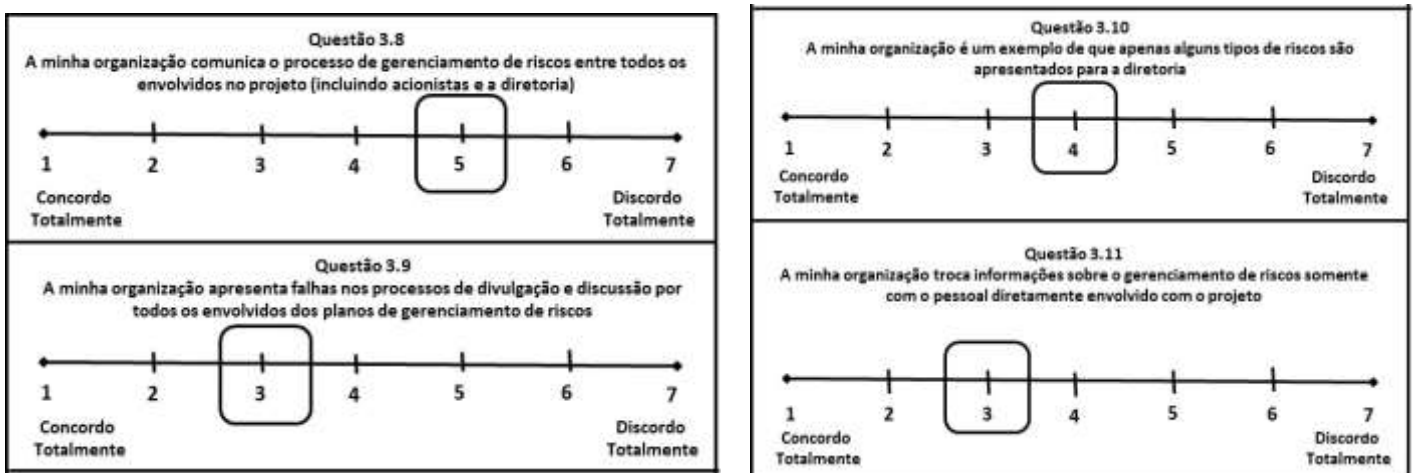 Questão 3.8
A minha organização comunica o processo de gerenciamento de riscos entre todos os
envolvidos no projeto (incluindo acionistas e a diretoria)
1 2 3 4 5 6 7
Concordo Discordo
Totalmente Totalmente
Questão 3.9
A minha organização apresenta falhas nos processos de divulgação e discussão por
todos os envolvidos dos planos de gerenciamento de riscos
1 2 3 4 5 6 7
Concordo Discordo
Totalmente Totalmente
Questão 3.10
A minha organização é um exemplo de que apenas alguns tipos de riscos são
apresentados para a diretoria
1 2 3 4 5 6 7
Concordo Discordo
Totalmente Totalmente
Questão 3.11
A minha organização troca informações sobre o gerenciamento de riscos somente
com o pessoal diretamente envolvido com o projeto
1 2 3 4 5 6 7
Concordo Discordo
Totalmente Totalmente